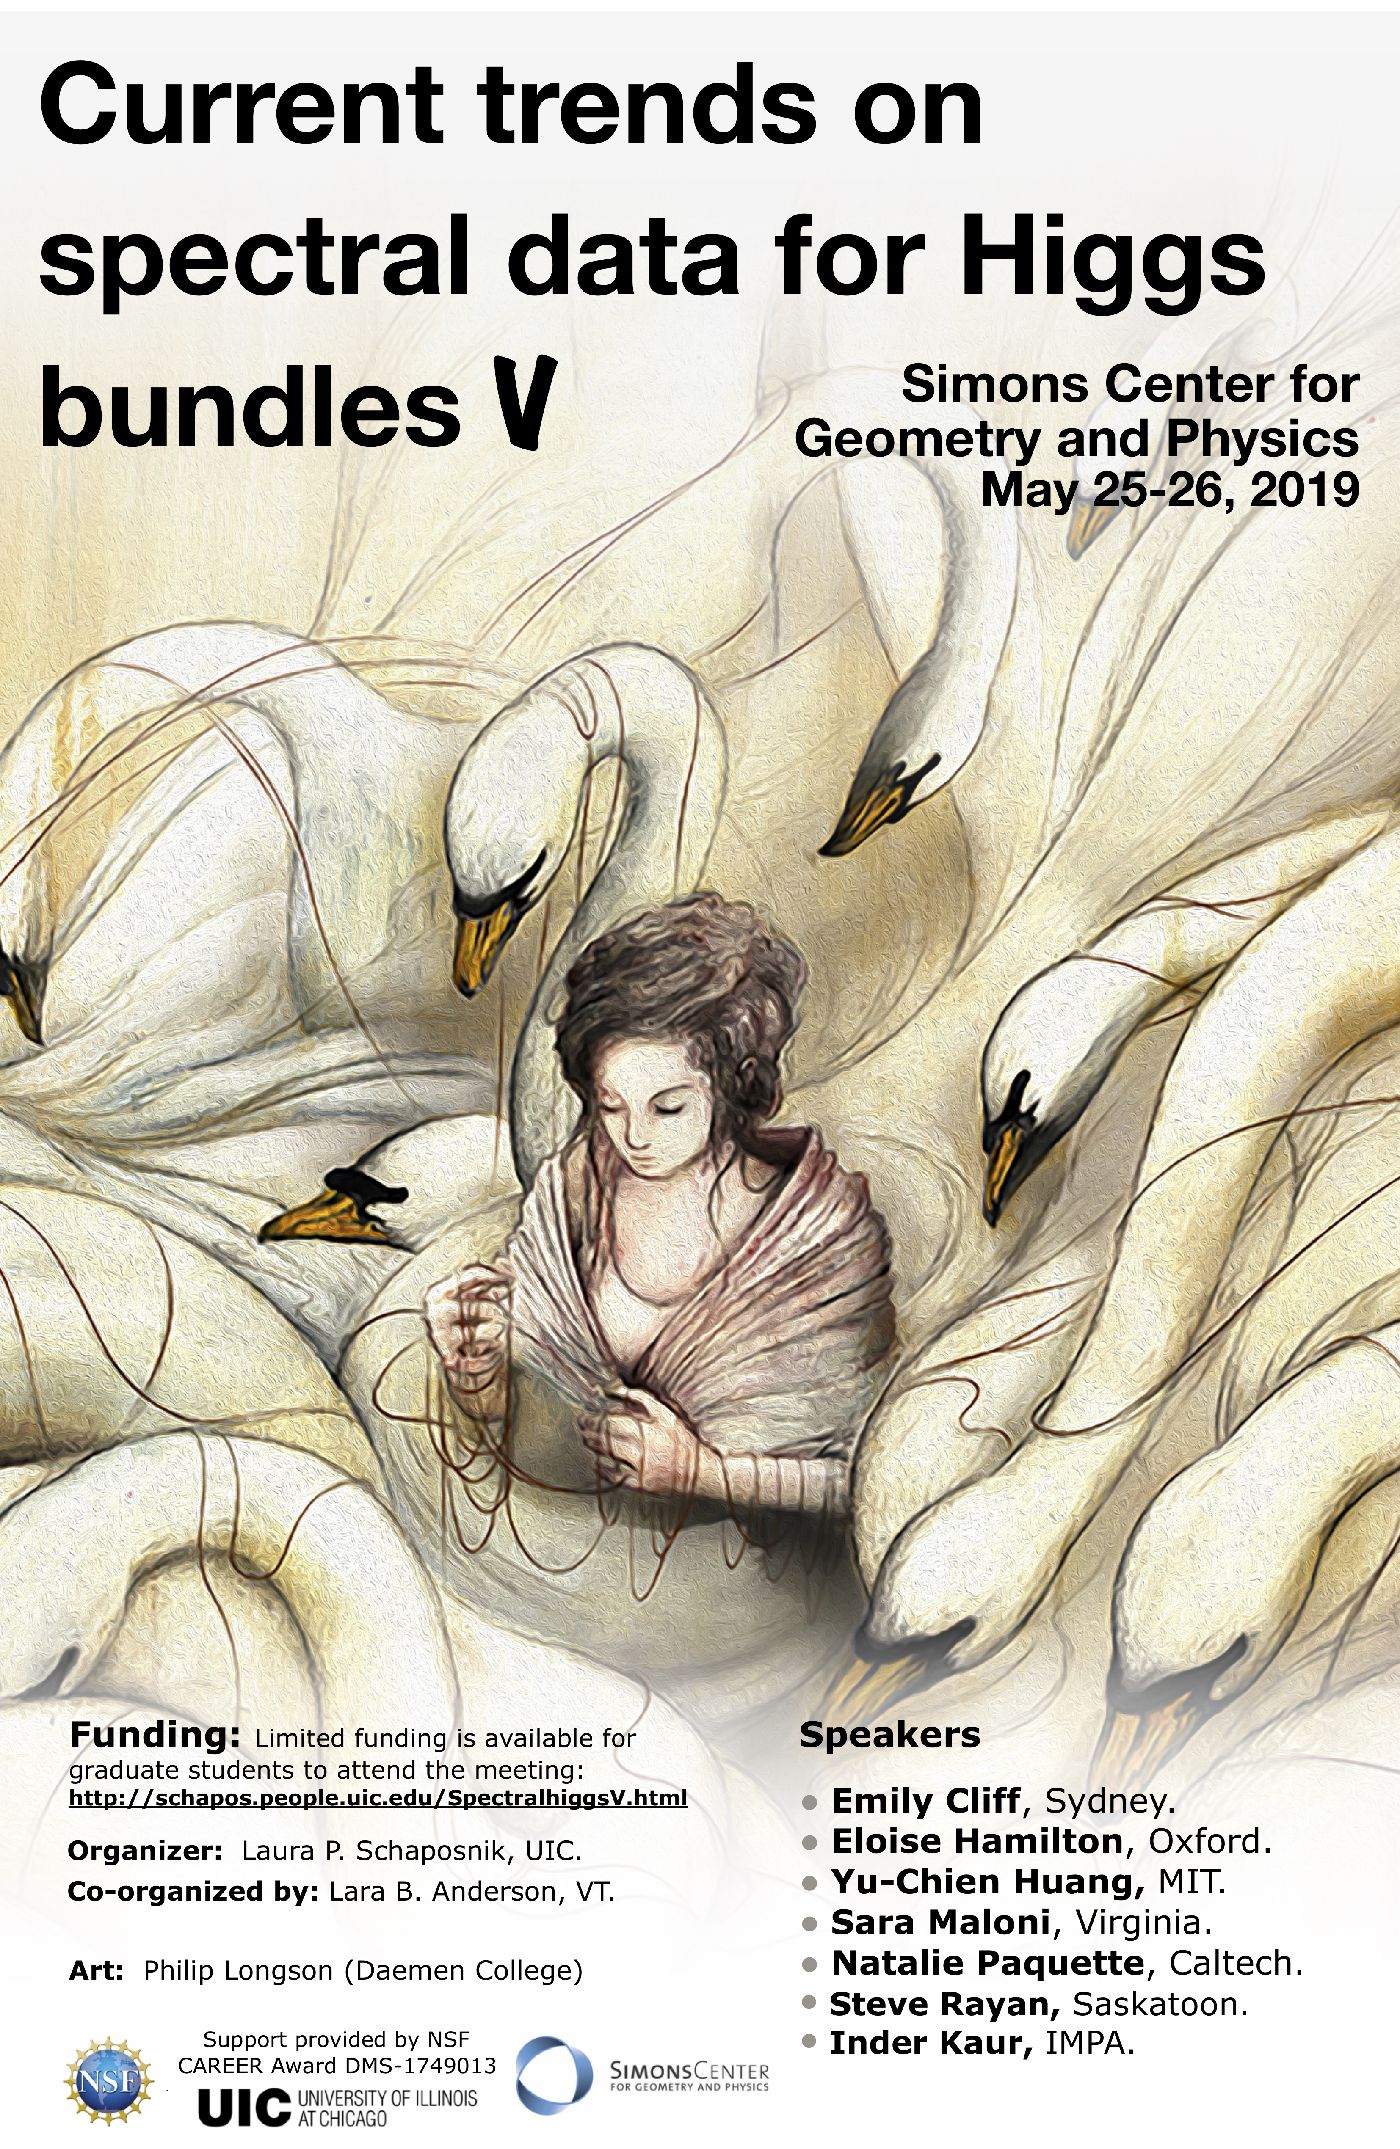 Current trends on
spectral data for Higgs
bundles V
Simons Center for
Geometry and Physics
May 25-26, 2019
Funding: Limited funding is available for
graduate students to attend the meeting:
http://schapos.people.uic.edu/SpectralhiggsV.html
Organizer: Laura P. Schaposnik, UIC.
Co-organized by: Lara B. Anderson, VT.
Art: Philip Longson (Daemen College)
Support provided by NSF
CAREER Award DMS-1749013
NSF
UIC UNIVERSITY OF ILLINOIS
AT CHICAGO
SIMONS CENTER
FOR GEOMETRY AND PHYSICS
Speakers
• Emily Cliff, Sydney.
• Eloise Hamilton, Oxford.
• Yu-Chien Huang, MIT.
• Sara Maloni, Virginia.
• Natalie Paquette, Caltech.
• Steve Rayan, Saskatoon.
• Inder Kaur, IMPA.